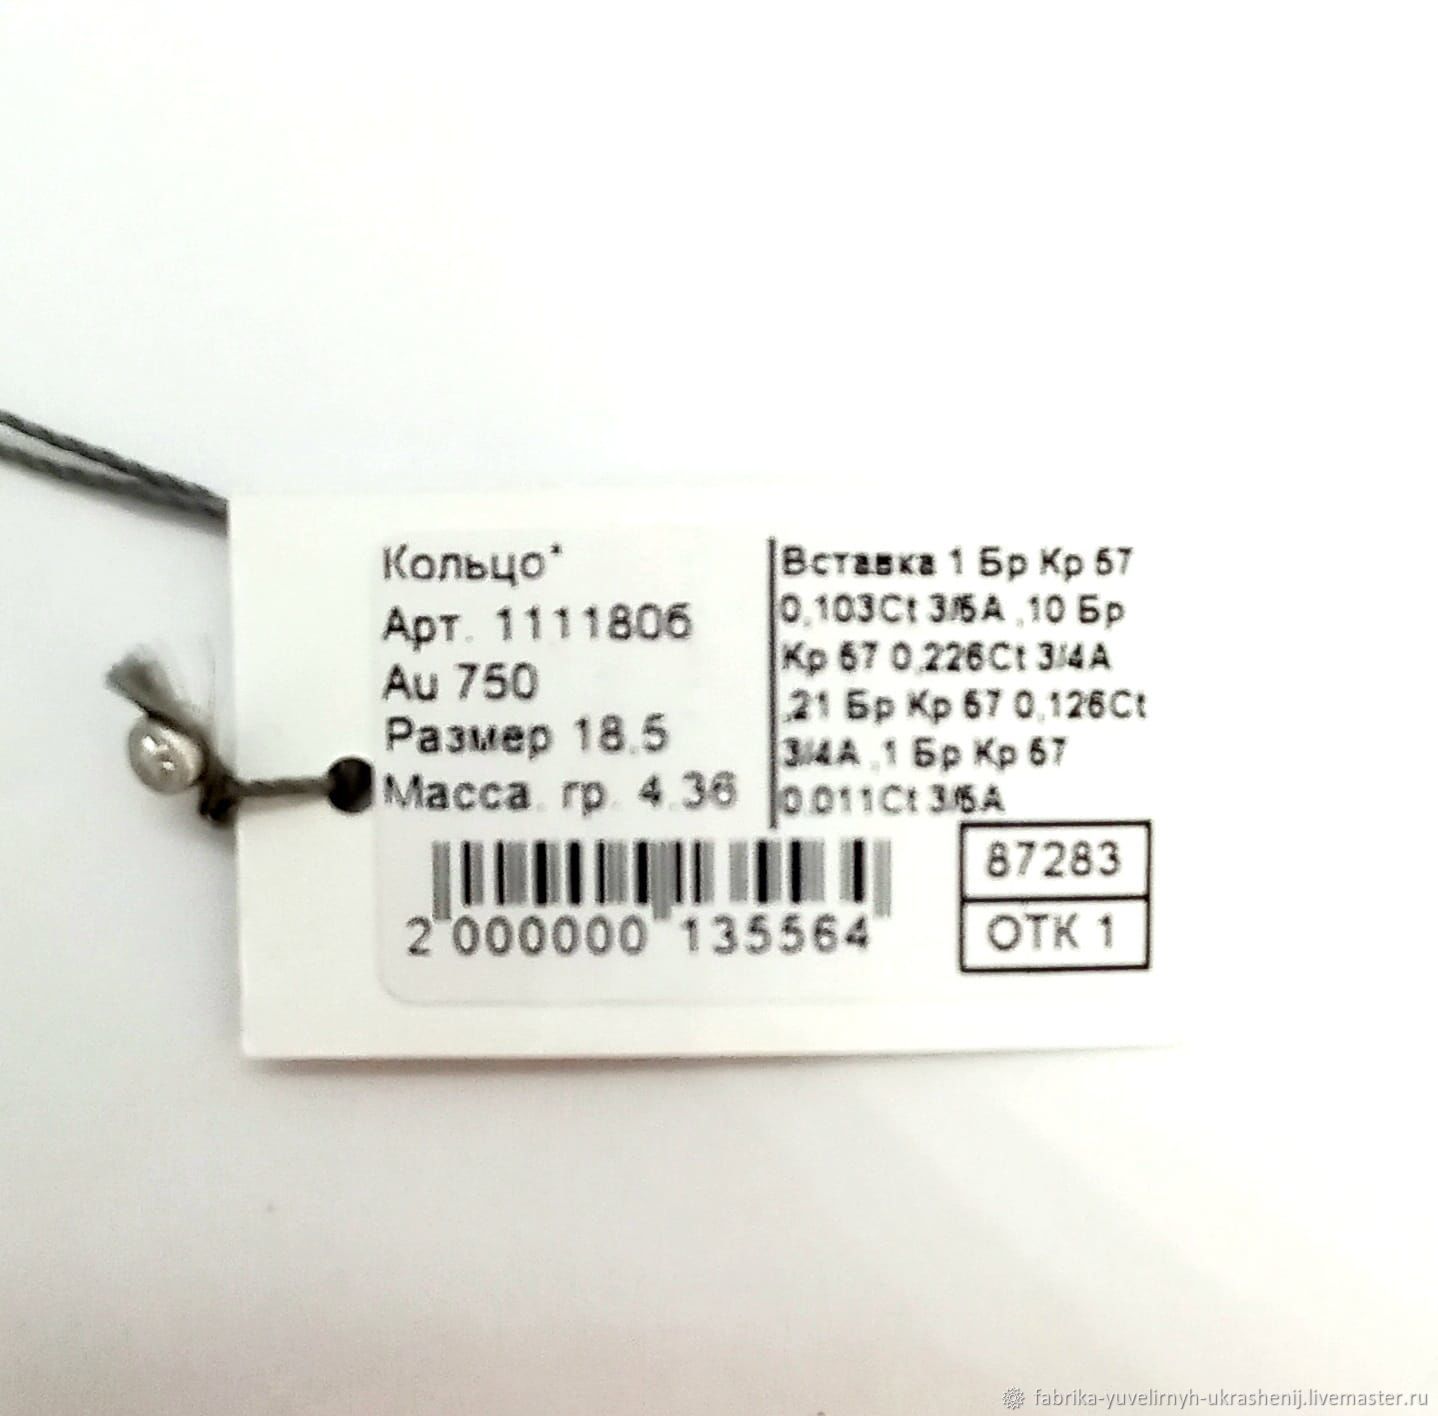 Кольцо*
Арт. 1111806
Au 750
Размер 18.5
Масса, гр. 4.36
Вставка 1 Бр Кр 57
0,103Ct 3/5А ,10 Бр
Кр 57 0,226Ct 3/4А
,21 Бр Кр 57 0,126Ct
3/4А ,1 Бр Кр 57
0,011Ct 3/5А
2 000000 135564
87283
ОТК 1
fabrika-yuvelirnyh-ukrashenij.livemaster.ru